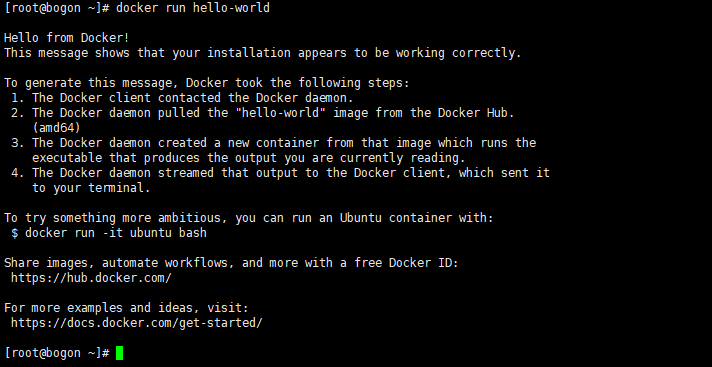 [root@bogon ~]# docker run hello-world
Hello from Docker!
This message shows that your installation appears to be working correctly.
To generate this message, Docker took the following steps:
1. The Docker client contacted the Docker daemon.
2. The Docker daemon pulled the "hello-world" image from the Docker Hub.
(amd64)
3. The Docker daemon created a new container from that image which runs the
executable that produces the output you are currently reading.
4. The Docker daemon streamed that output to the Docker client, which sent it
to your terminal.
To try something more ambitious, you can run an Ubuntu container with:
$ docker run -it ubuntu bash
Share images, automate workflows, and more with a free Docker ID:
https://hub.docker.com/
For more examples and ideas, visit:
https://docs.docker.com/get-started/
[root@bogon ~]#